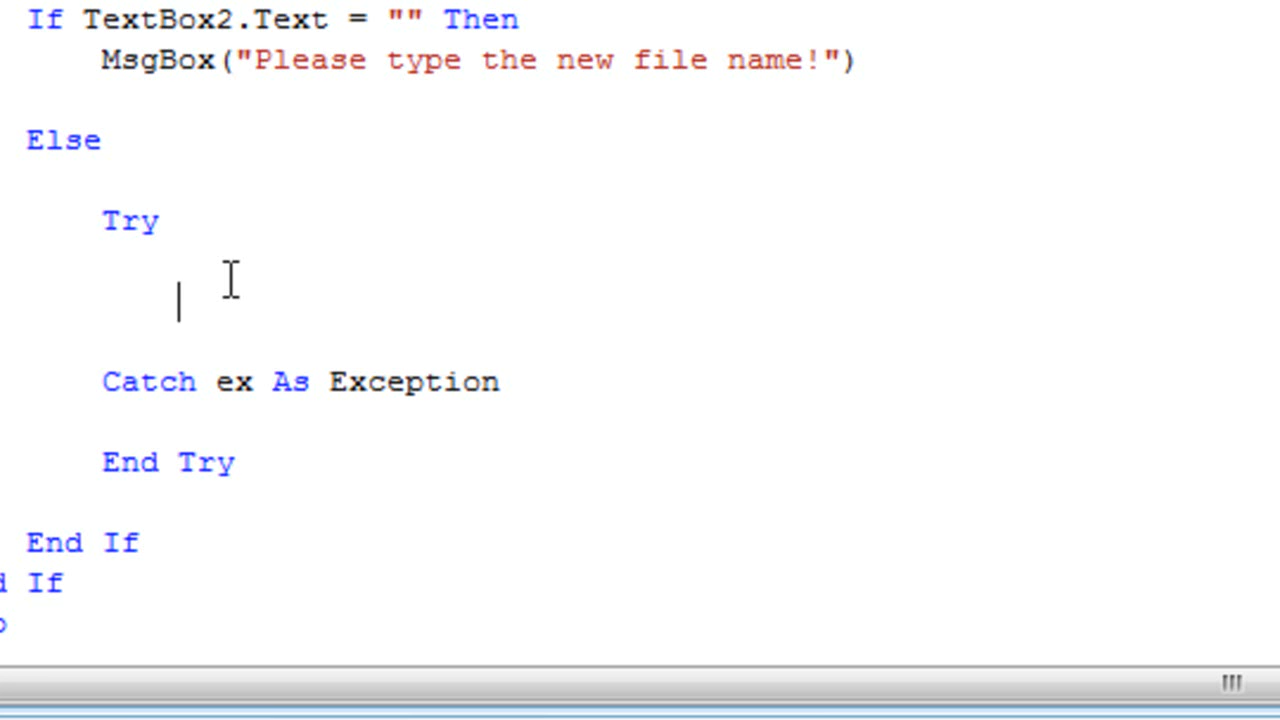 If TextBox2.Text = "" Then
MsgBox("Please type the new file name!")
Else
Try
Catch ex As Exception
End Try
End If
If